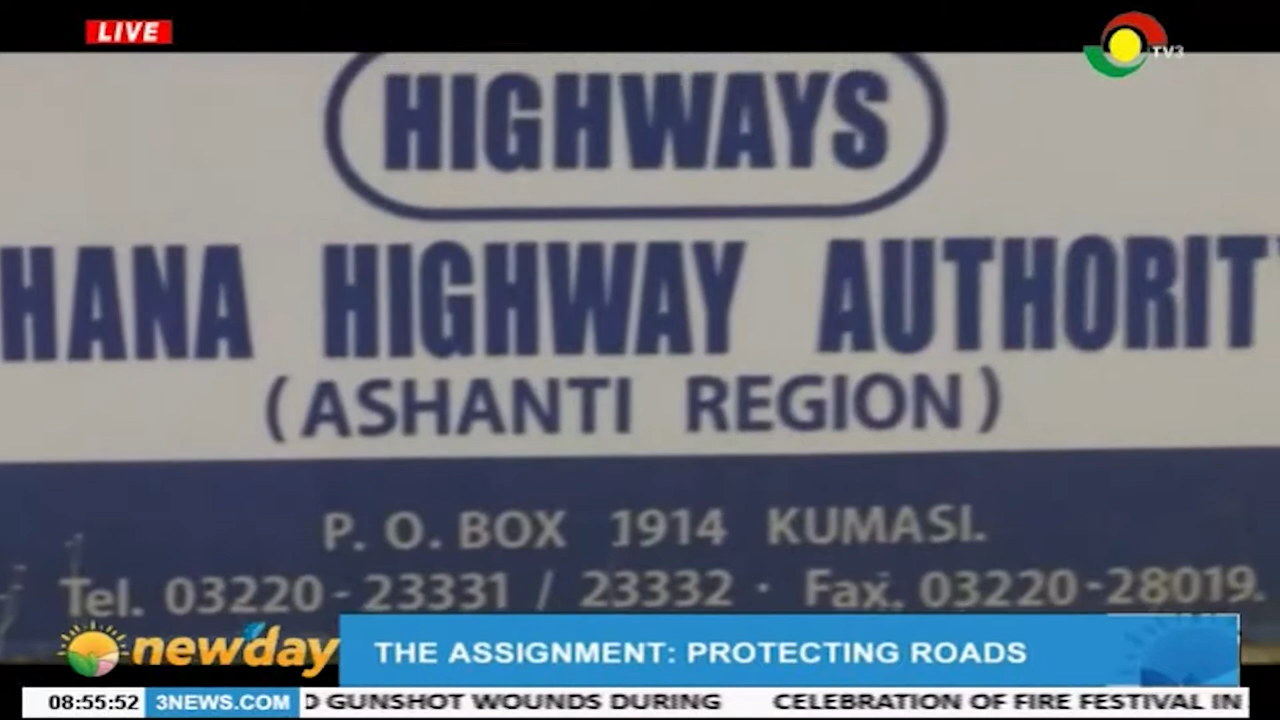 LIVE
TV3
HIGHWAYS
HANA HIGHWAY AUTHORIT
(ASHANTI REGION)
P. O. BOX 1914 KUMASI.
Tel. 03220-23331 / 23332 · Fax. 03220-28019.
newday
THE ASSIGNMENT: PROTECTING ROADS
08:55:52 3NEWS.COM D GUNSHOT WOUNDS DURING CELEBRATION OF FIRE FESTIVAL IN